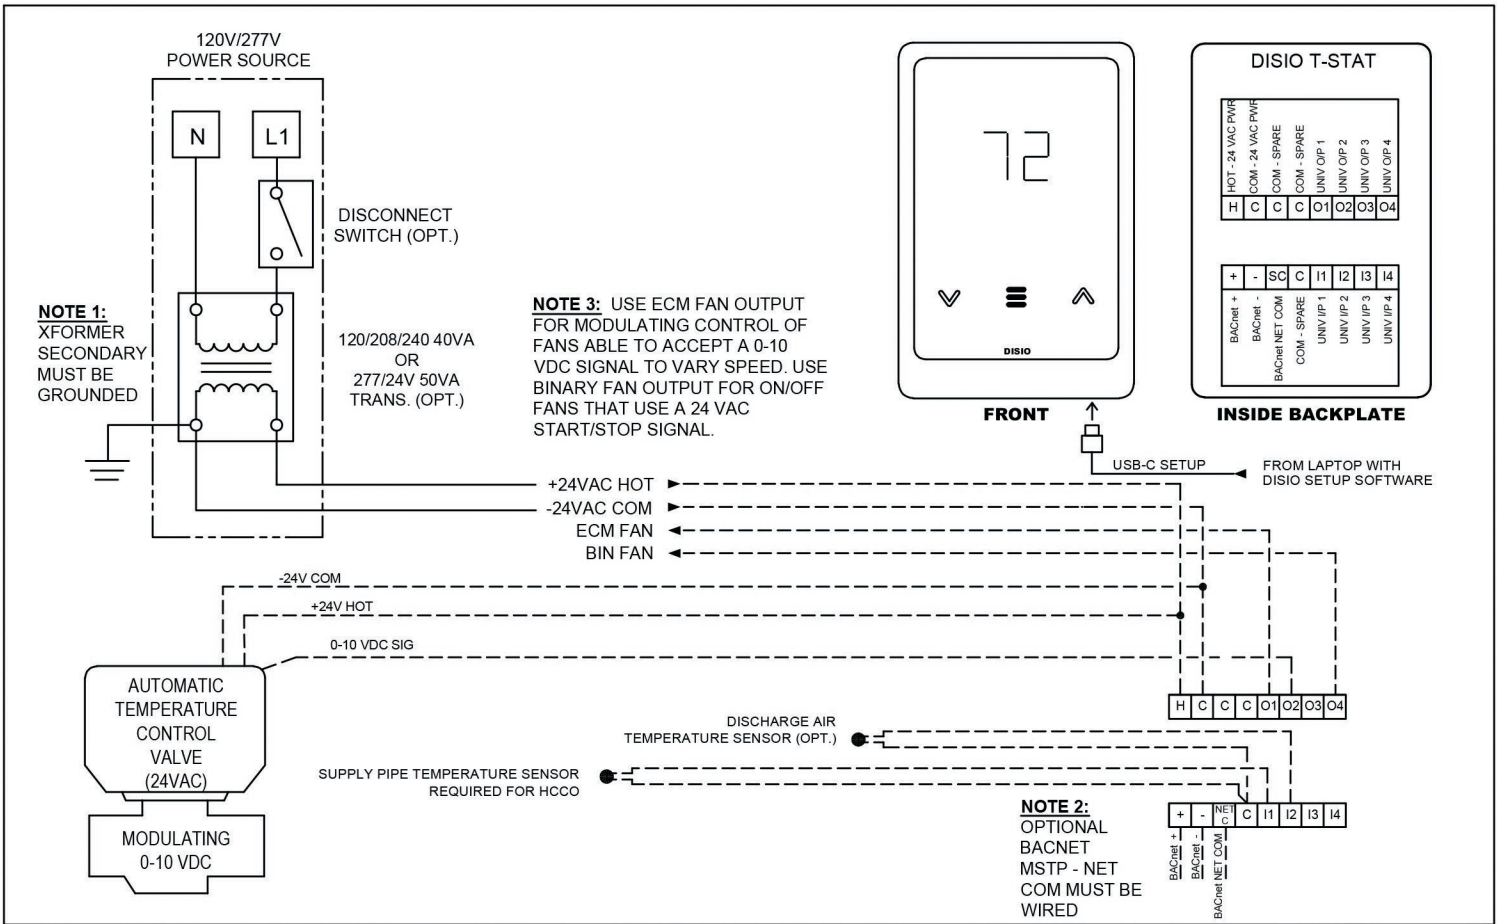 120V/277V
POWER SOURCE
N
L1
DISCONNECT
SWITCH (OPT.)
NOTE 1:
XFORMER
SECONDARY
MUST BE
GROUNDED
120/208/240 40VA
OR
277/24V 50VA
TRANS. (OPT.)
NOTE 3: USE ECM FAN OUTPUT
FOR MODULATING CONTROL OF
FANS ABLE TO ACCEPT A 0-10
VDC SIGNAL TO VARY SPEED. USE
BINARY FAN OUTPUT FOR ON/OFF
FANS THAT USE A 24 VAC
START/STOP SIGNAL.
72
DISIO
FRONT
DISIO T-STAT
HOT - 24 VAC PWR
COM - 24 VAC PWR
COM - SPARE
COM - SPARE
UNIV O/P 1
UNIV O/P 2
UNIV O/P 3
UNIV O/P 4
H C C C O1 O2 O3 O4
+ - SC C I1 I2 I3 I4
BACnet +
BACnet -
BACnet NET COM
COM - SPARE
UNIV I/P 1
UNIV I/P 2
UNIV I/P 3
UNIV I/P 4
INSIDE BACKPLATE
USB-C SETUP
FROM LAPTOP WITH
DISIO SETUP SOFTWARE
+24VAC HOT
-24VAC COM
ECM FAN
BIN FAN
-24V COM
+24V HOT
0-10 VDC SIG
AUTOMATIC
TEMPERATURE
CONTROL
VALVE
(24VAC)
MODULATING
0-10 VDC
H C C C O1 O2 O3 O4
DISCHARGE AIR
TEMPERATURE SENSOR (OPT.)
SUPPLY PIPE TEMPERATURE SENSOR
REQUIRED FOR HCCO
NOTE 2:
OPTIONAL
BACNET
MSTP - NET
COM MUST BE
WIRED
+ - NET C C I1 I2 I3 I4
BACnet +
BACnet -
BACnet NET COM